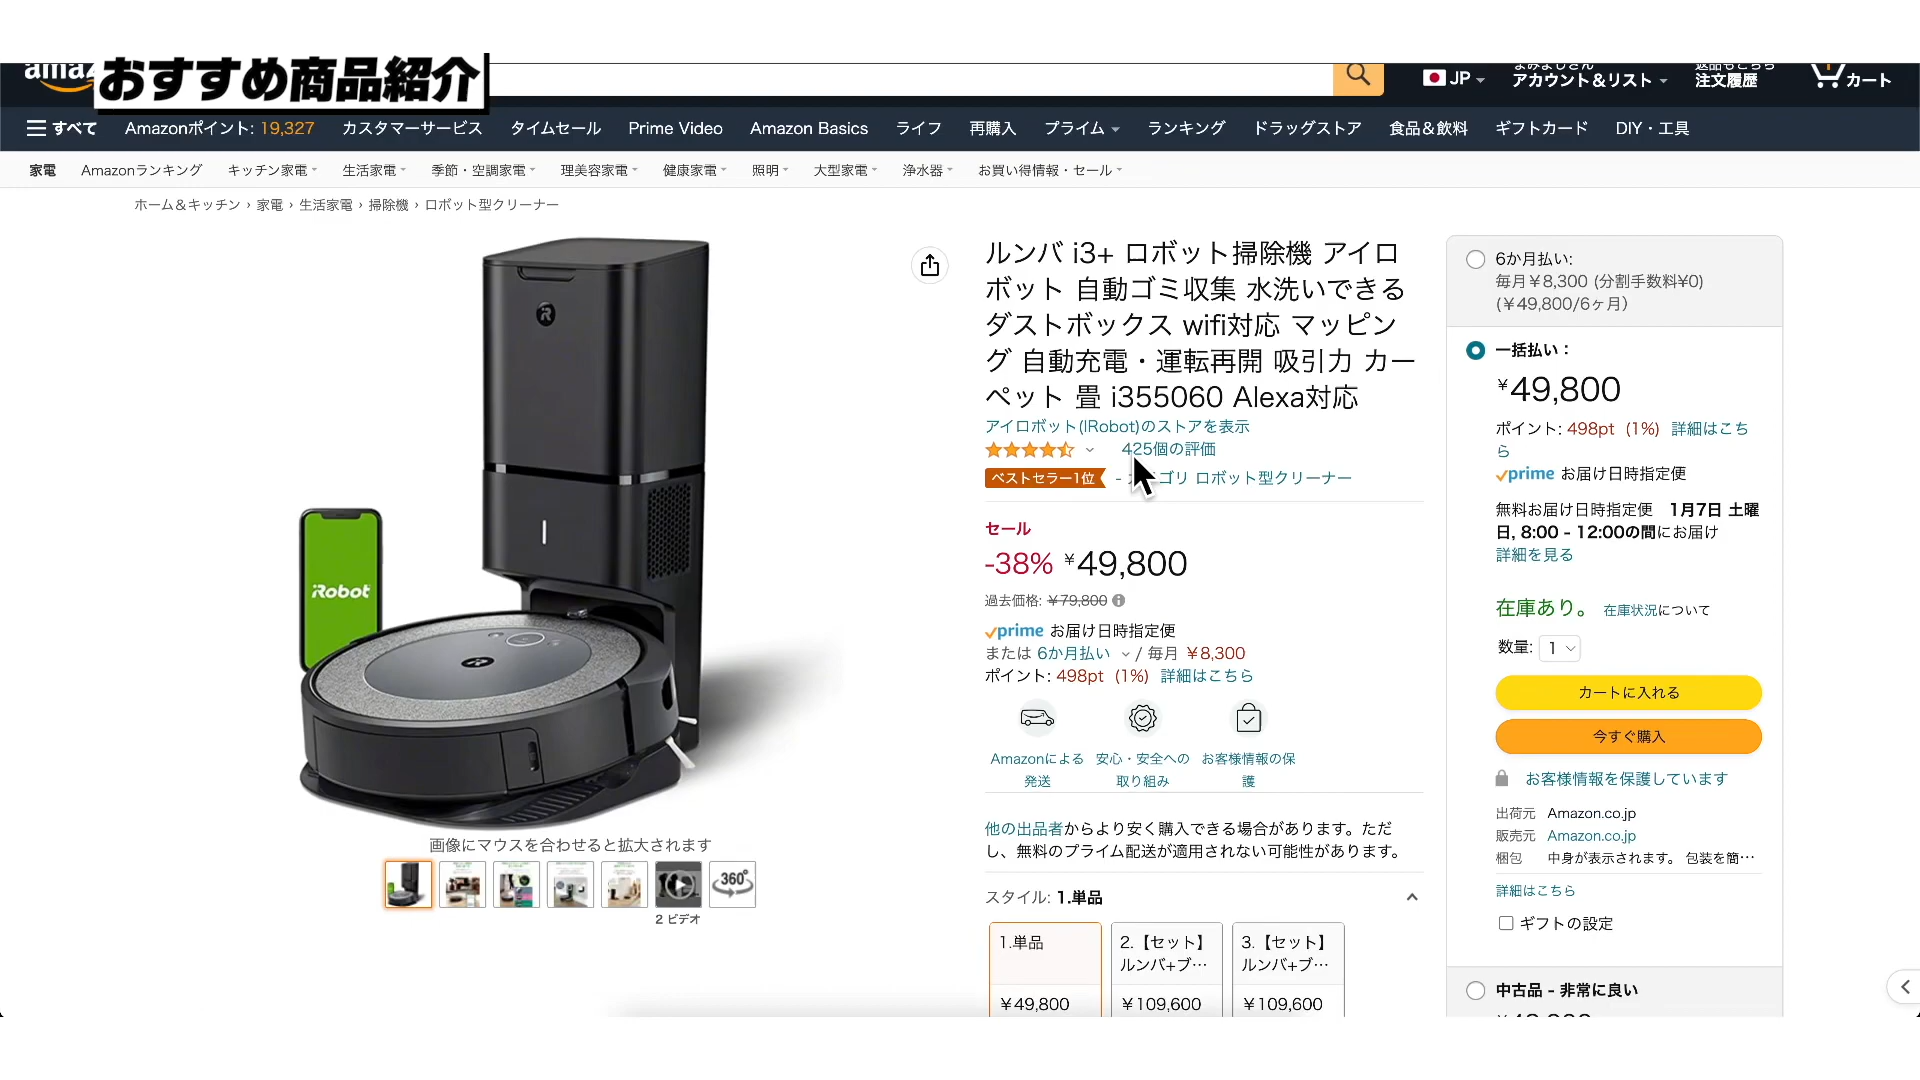 おすすめ商品紹介
JP
アカウント&リスト
注文履歴
カート
すべて
Amazonポイント: 19,327
カスタマーサービス
タイムセール
Prime Video
Amazon Basics
ライフ
再購入
プライム
ランキング
ドラッグストア
食品&飲料
ギフトカード
DIY・工具
家電
Amazonランキング
キッチン家電
生活家電
季節・空調家電
理美容家電
健康家電
照明
大型家電
浄水器
お買い得情報・セール
ホーム&キッチン › 家電 › 生活家電 › 掃除機 › ロボット型クリーナー
iRobot
画像にマウスを合わせると拡大されます
360°
2 ビデオ
ルンバ i3+ ロボット掃除機 アイロ
ボット 自動ゴミ収集 水洗いできる
ダストボックス wifi対応 マッピン
グ 自動充電・運転再開 吸引力 カー
ペット 畳 i355060 Alexa対応
アイロボット(IRobot)のストアを表示
425個の評価
ベストセラー1位
ゴリ ロボット型クリーナー
セール
-38% ¥49,800
過去価格: ¥79,800
prime お届け日時指定便
または 6か月払い / 毎月 ¥8,300
ポイント: 498pt (1%) 詳細はこちら
Amazonによる
発送
安心・安全への
取り組み
お客様情報の保
護
他の出品者からより安く購入できる場合があります。ただ
し、無料のプライム配送が適用されない可能性があります。
スタイル: 1.単品
1.単品
¥49,800
2.【セット】
ルンバ+ブ…
¥109,600
3.【セット】
ルンバ+ブ…
¥109,600
6か月払い:
毎月¥8,300 (分割手数料¥0)
(¥49,800/6ヶ月)
一括払い:
¥49,800
ポイント: 498pt (1%) 詳細はこち
ら
prime お届け日時指定便
無料お届け日時指定便 1月7日 土曜
日, 8:00 - 12:00の間にお届け
詳細を見る
在庫あり。 在庫状況について
数量: 1
カートに入れる
今すぐ購入
お客様情報を保護しています
出荷元 Amazon.co.jp
販売元 Amazon.co.jp
梱包 中身が表示されます。 包装を簡…
詳細はこちら
ギフトの設定
中古品 - 非常に良い